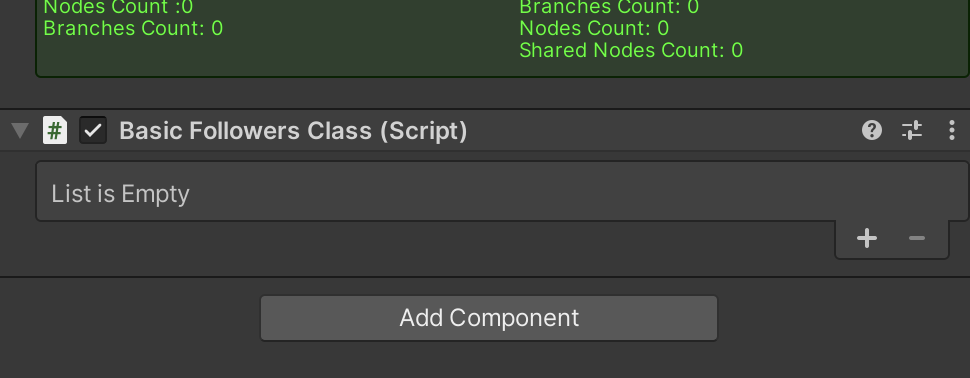 Nodes Count :0
Branches Count: 0
Branches Count: 0
Nodes Count: 0
Shared Nodes Count: 0
# Basic Followers Class (Script)
List is Empty
Add Component